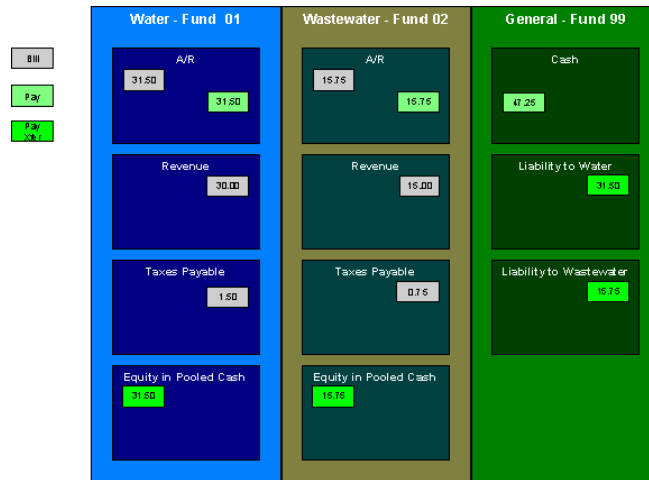 Water - Fund 01
Wastewater - Fund 02
General - Fund 99
Bill
Pay
Pay
Xfer
A/R
31.50
31.50
Revenue
30.00
Taxes Payable
1.50
Equity in Pooled Cash
31.50
A/R
15.75
15.75
Revenue
15.00
Taxes Payable
0.75
Equity in Pooled Cash
15.75
Cash
47.25
Liability to Water
31.50
Liability to Wastewater
15.75